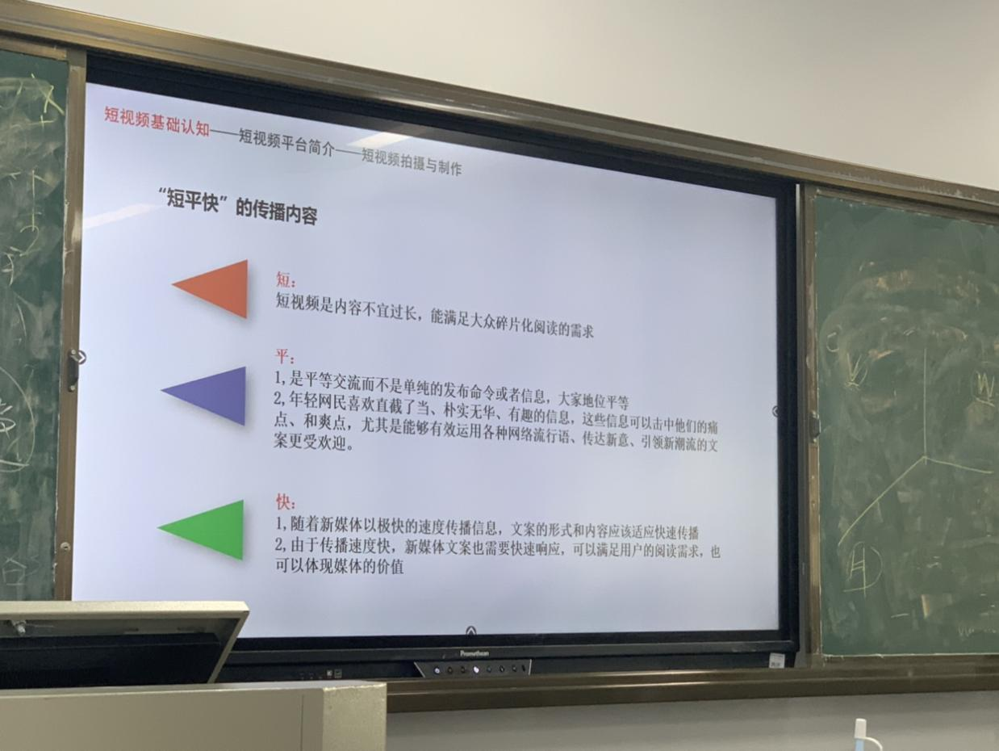 短视频基础认知——短视频平台简介——短视频拍摄与制作
“短平快”的传播内容
短：
短视频是内容不宜过长，能满足大众碎片化阅读的需求
平：
1,是平等交流而不是单纯的发布命令或者信息，大家地位平等
2,年轻网民喜欢直截了当、朴实无华、有趣的信息，这些信息可以击中他们的痛
点、和爽点，尤其是能够有效运用各种网络流行语、传达新意、引领新潮流的文
案更受欢迎。
快：
1,随着新媒体以极快的速度传播信息，文案的形式和内容应该适应快速传播
2,由于传播速度快，新媒体文案也需要快速响应，可以满足用户的阅读需求，也
可以体现媒体的价值
Promethean